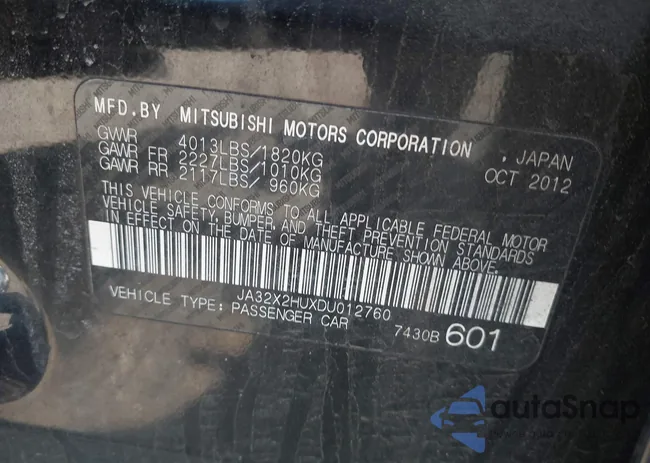 MFD.BY MITSUBISHI MOTORS CORPORATION , JAPAN
GVWR 4013LBS/1820KG OCT 2012
GAWR FR 2227LBS/1010KG
GAWR RR 2117LBS/ 960KG
THIS VEHICLE CONFORMS TO ALL APPLICABLE FEDERAL MOTOR
VEHICLE SAFETY, BUMPER, AND THEFT PREVENTION STANDARDS
IN EFFECT ON THE DATE OF MANUFACTURE SHOWN ABOVE.
JA32X2HUXDU012760
VEHICLE TYPE: PASSENGER CAR 7430B 601
autoSnap